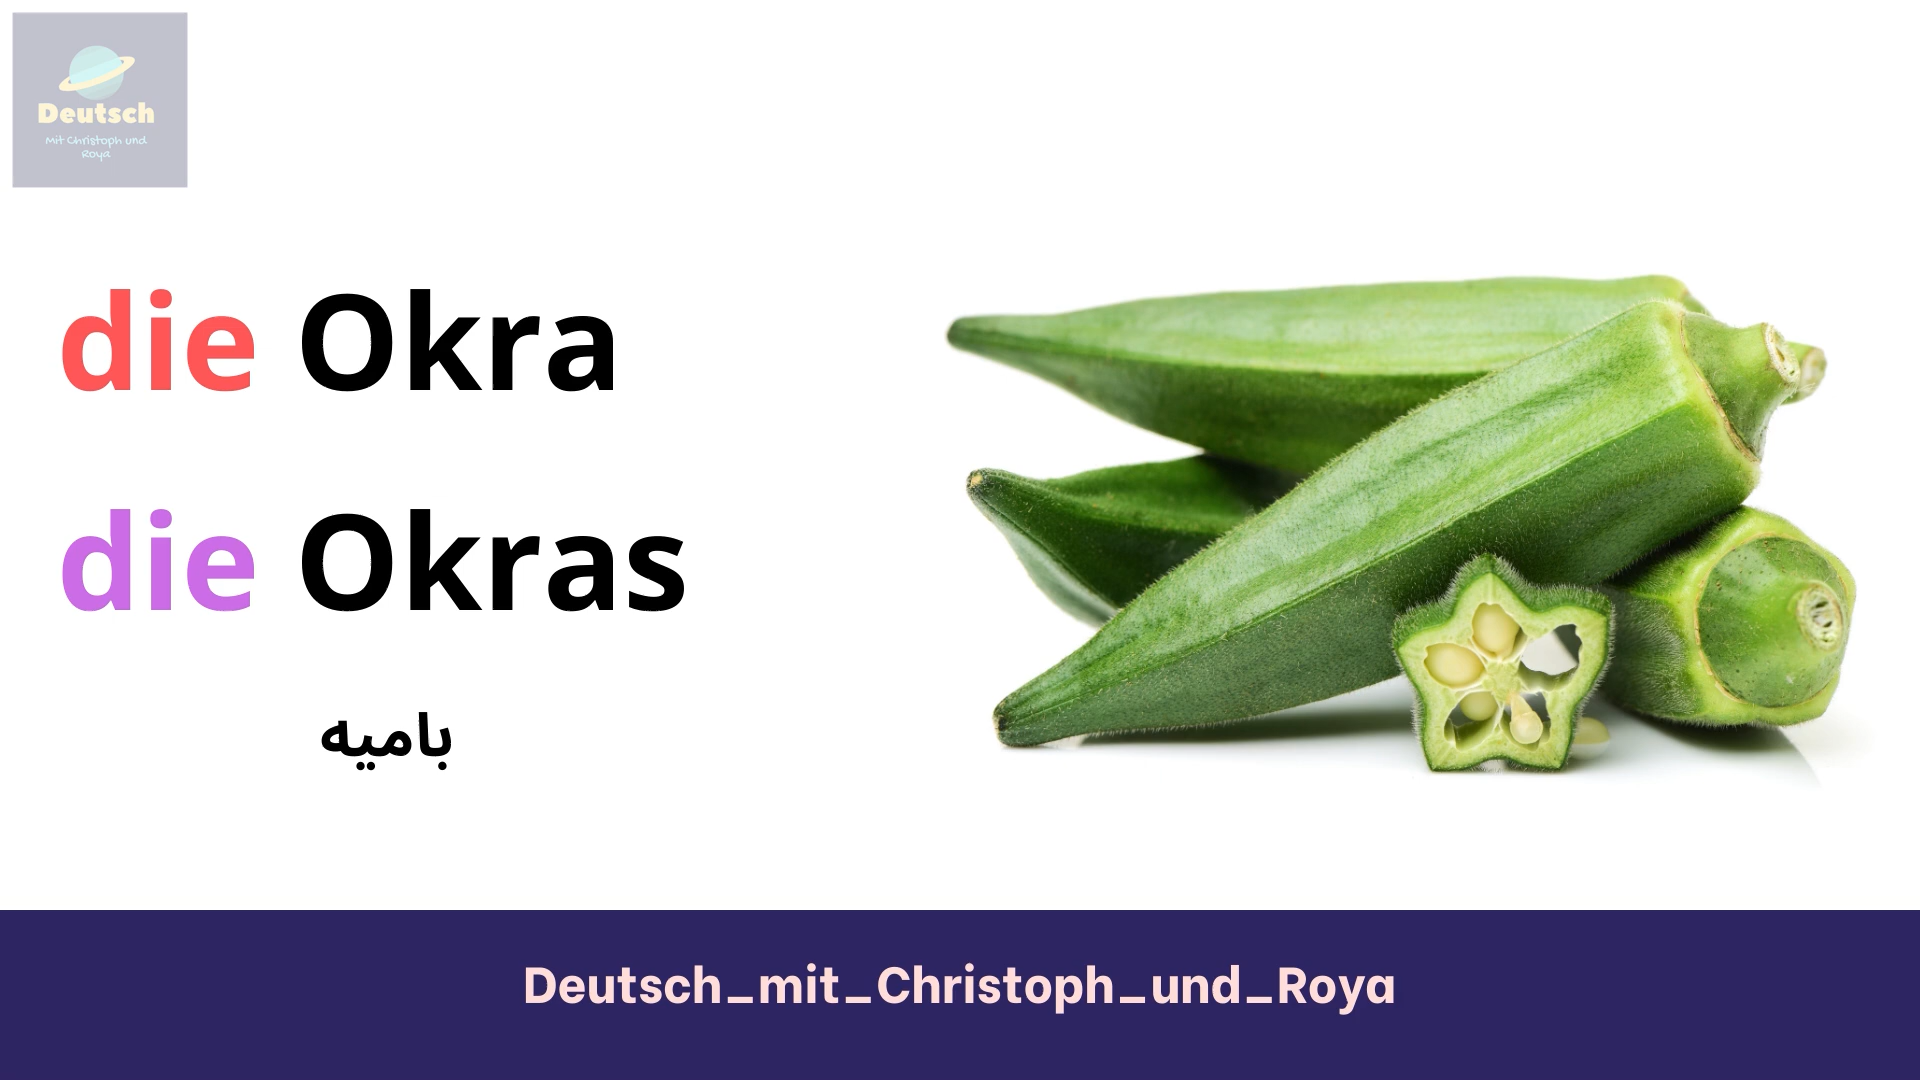 Deutsch
Mit Christoph und
Roya
die Okra
die Okras
بامیه
Deutsch_mit_Christoph_und_Roya